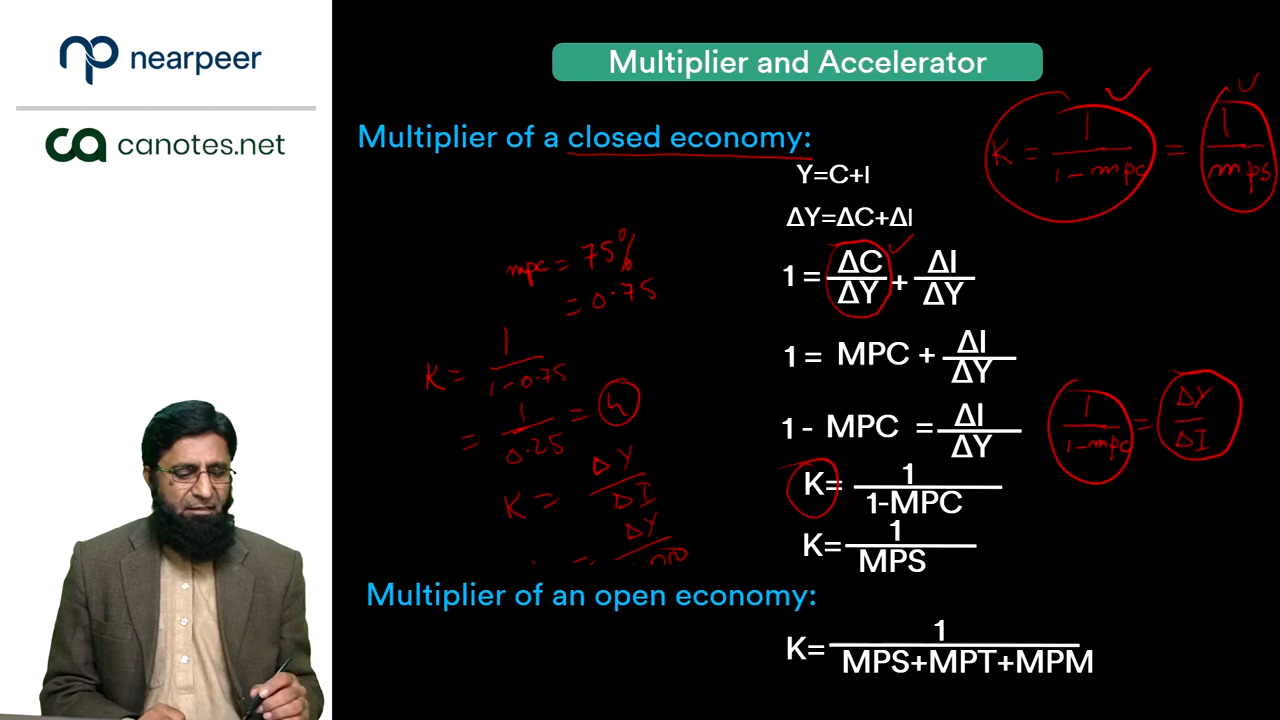 nearpeer
canotes.net
Multiplier and Accelerator
Multiplier of a closed economy:
Y=C+I
ΔY=ΔC+ΔI
1 = ΔC/ΔY + ΔI/ΔY
1 = MPC + ΔI/ΔY
1 - MPC = ΔI/ΔY
K= 1/1-MPC
K= 1/MPS
K = 1/1-mpc = 1/mps
1/1-mpc = ΔY/ΔI
mpc = 75%
= 0.75
K = 1/1-0.75
= 1/0.25 = 4
K = ΔY/ΔI
= ΔY/
Multiplier of an open economy:
K= 1/MPS+MPT+MPM